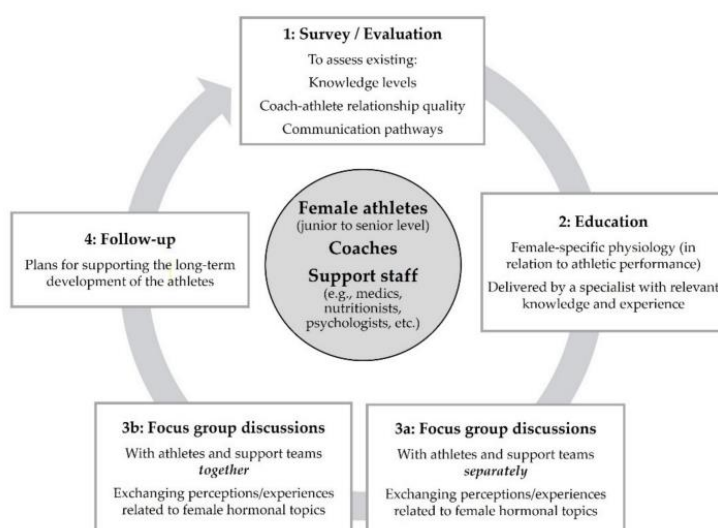 1: Survey / Evaluation
To assess existing:
Knowledge levels
Coach-athlete relationship quality
Communication pathways
Female athletes
(junior to senior level)
Coaches
Support staff
(e.g., medics,
nutritionists,
psychologists, etc.)
2: Education
Female-specific physiology (in
relation to athletic performance)
Delivered by a specialist with relevant
knowledge and experience
3a: Focus group discussions
With athletes and support teams
separately
Exchanging perceptions/experiences
related to female hormonal topics
3b: Focus group discussions
With athletes and support teams
together
Exchanging perceptions/experiences
related to female hormonal topics
4: Follow-up
Plans for supporting the long-term
development of the athletes